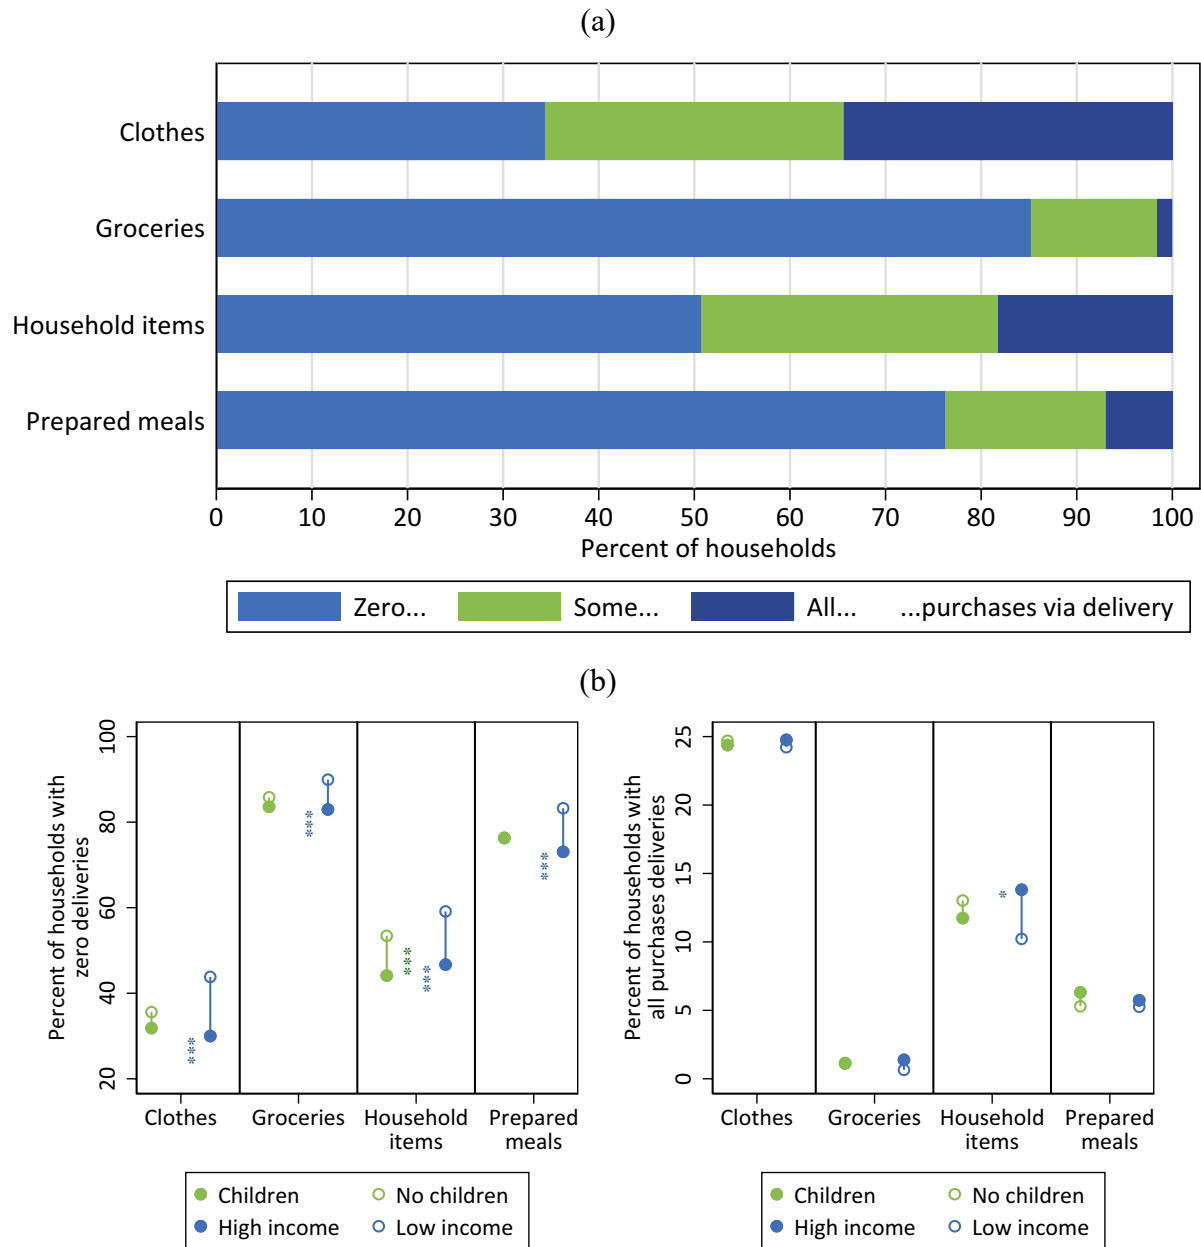 (a)
Clothes
Groceries
Household items
Prepared meals
0 10 20 30 40 50 60 70 80 90 100
Percent of households
Zero... Some... All... ...purchases via delivery
(b)
Percent of households with
zero deliveries
100
80
60
40
20
***
***
***
***
***
Clothes Groceries Household
items Prepared
meals
Children No children
High income Low income
Percent of households with
all purchases deliveries
25
20
15
10
5
0
*
Clothes Groceries Household
items Prepared
meals
Children No children
High income Low income